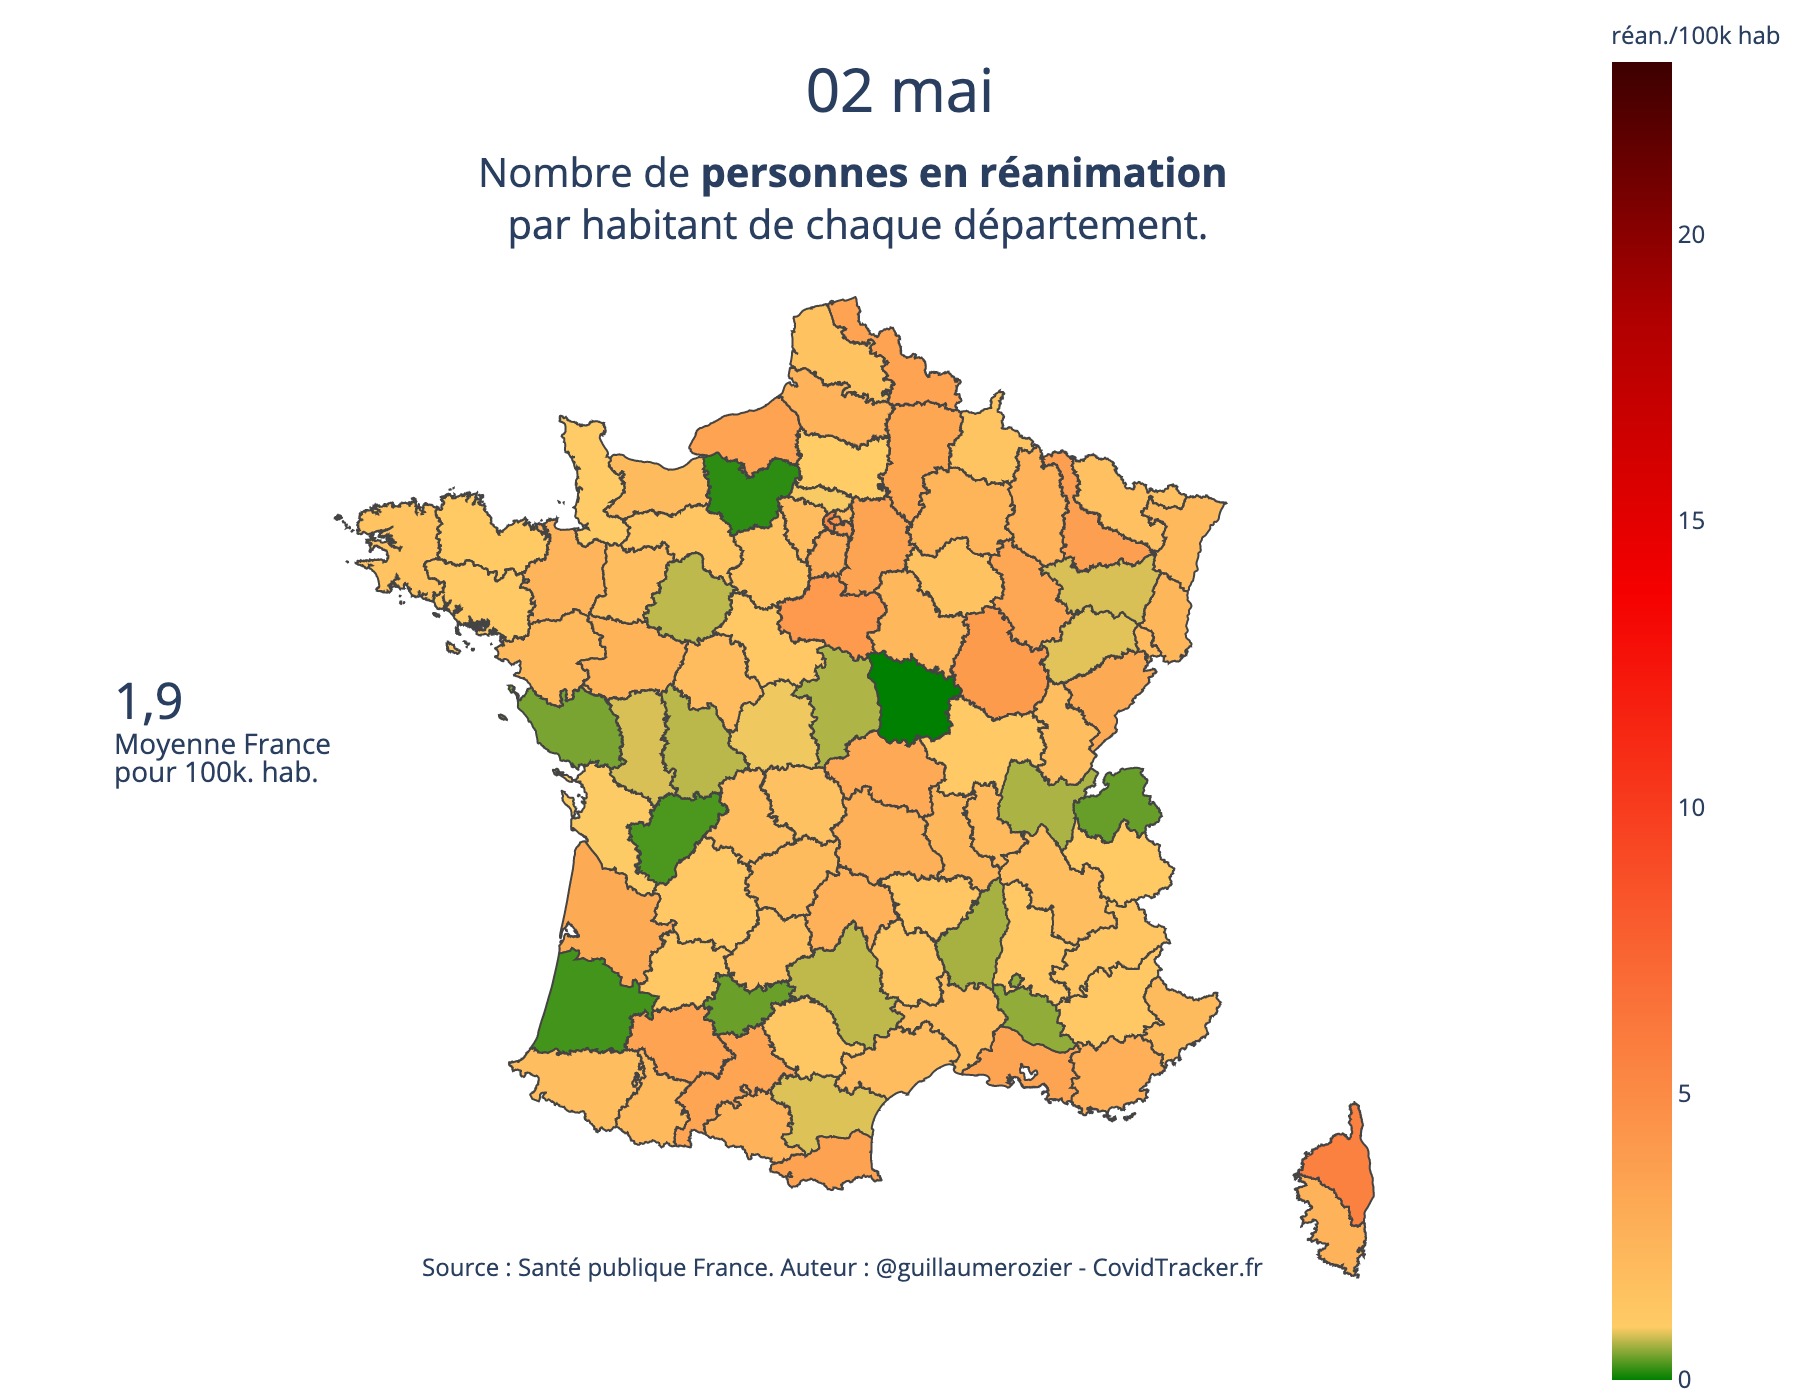 réan./100k hab
02 mai
Nombre de personnes en réanimation
par habitant de chaque département.
20
15
1,9
Moyenne France
pour 100k. hab.
10
5
Source : Santé publique France. Auteur : @guillaumerozier - CovidTracker.fr
0